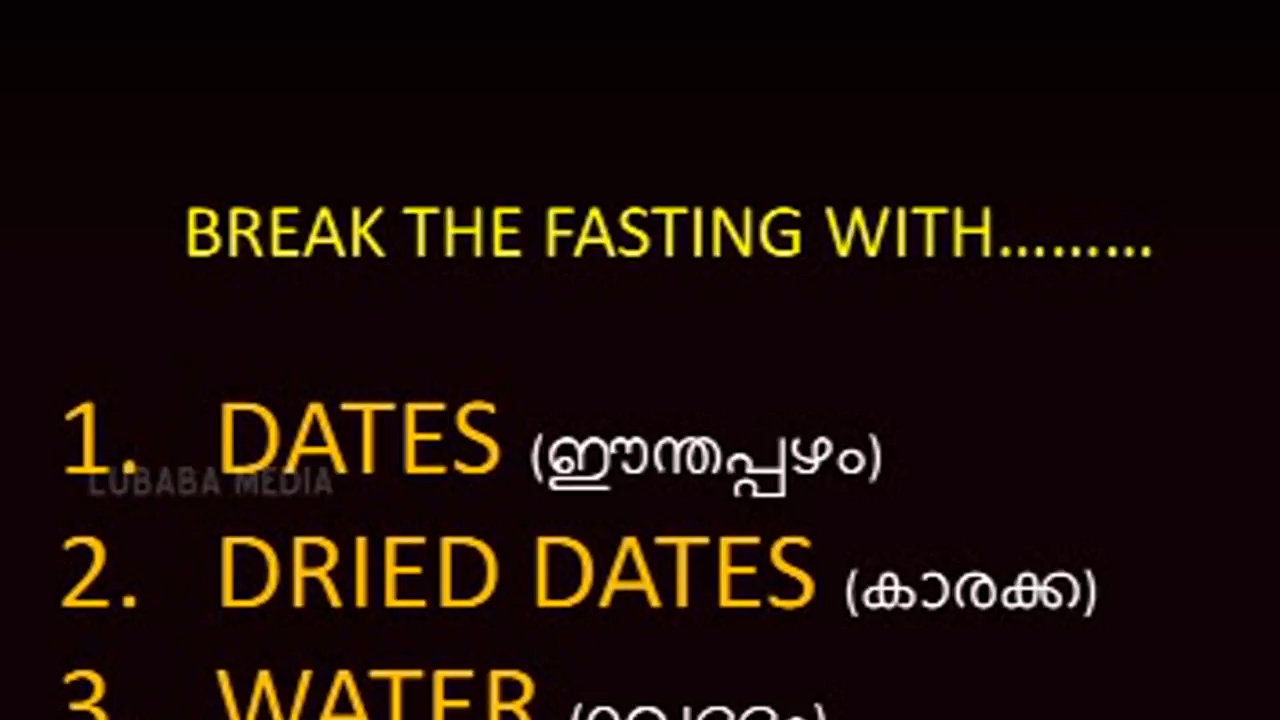 BREAK THE FASTING WITH.........
1. DATES (ഈന്തപ്പഴം)
LUBABA MEDIA
2. DRIED DATES (കാരക്ക)
3. WATER